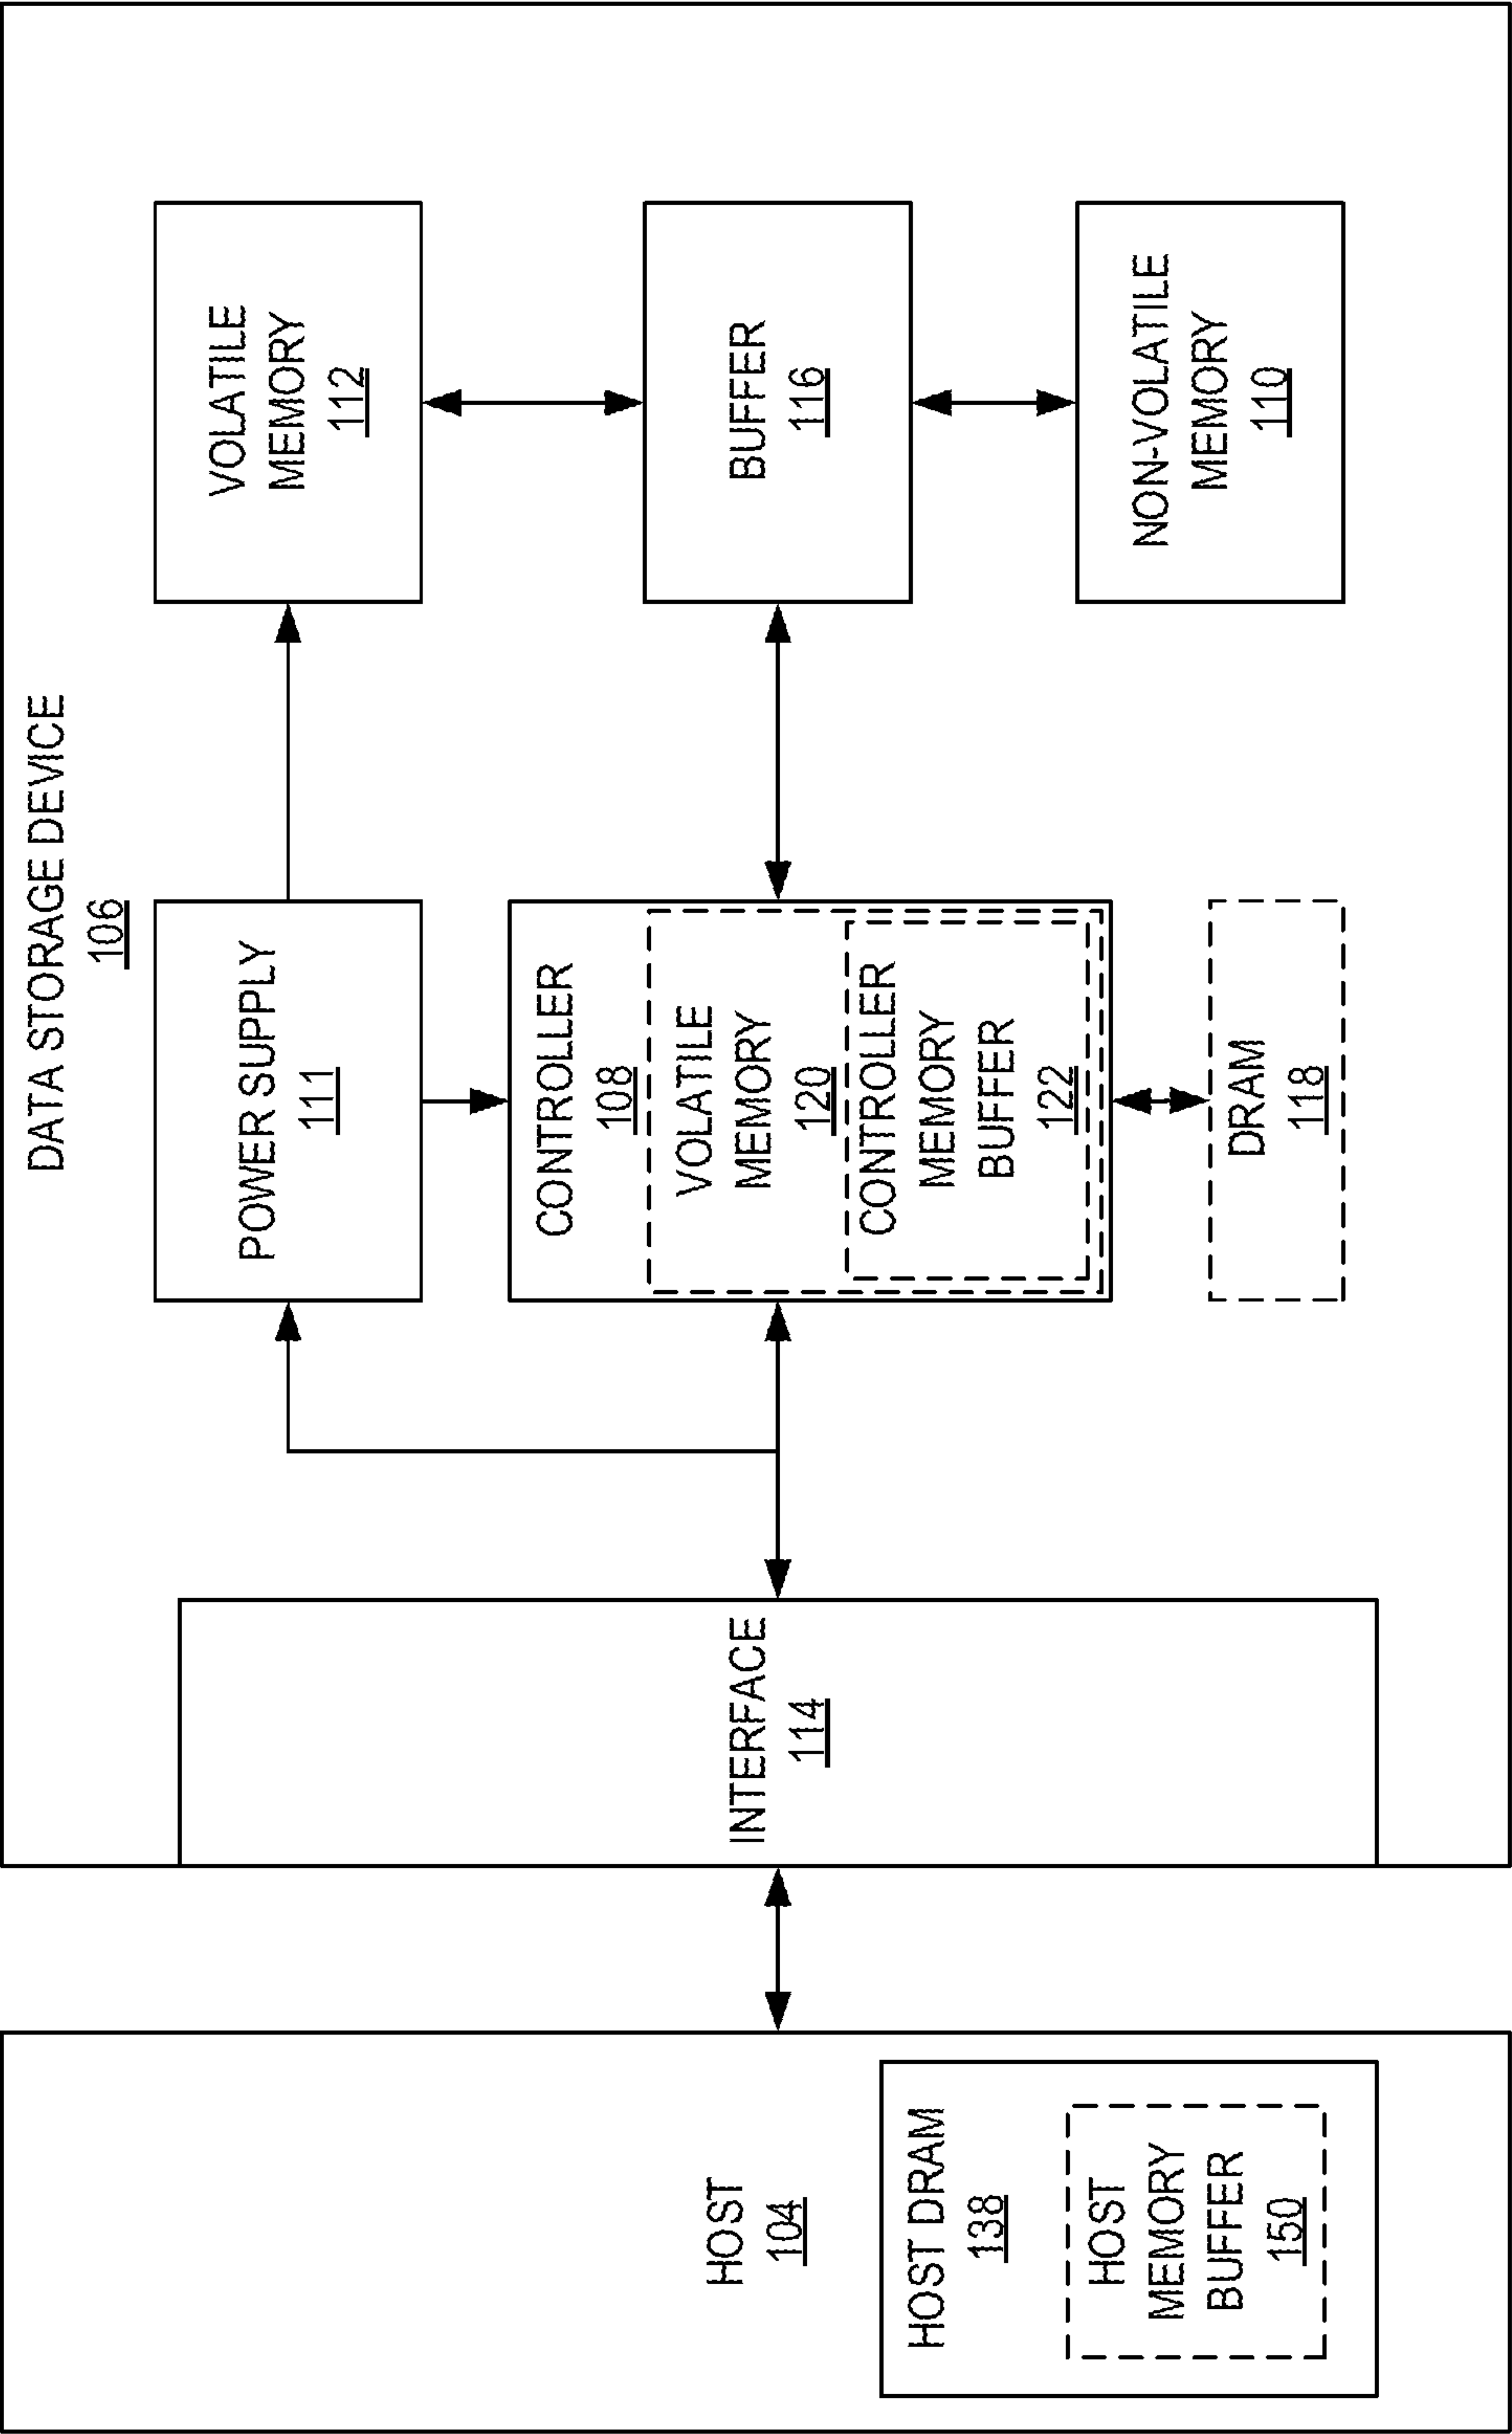 HOST
104
HOST DRAM
138
HOST
MEMORY
BUFFER
150
DATA STORAGE DEVICE
106
INTERFACE
114
POWER SUPPLY
111
CONTROLLER
108
VOLATILE
MEMORY
120
CONTROLLER
MEMORY
BUFFER
122
DRAM
118
VOLATILE
MEMORY
112
BUFFER
116
NON-VOLATILE
MEMORY
110